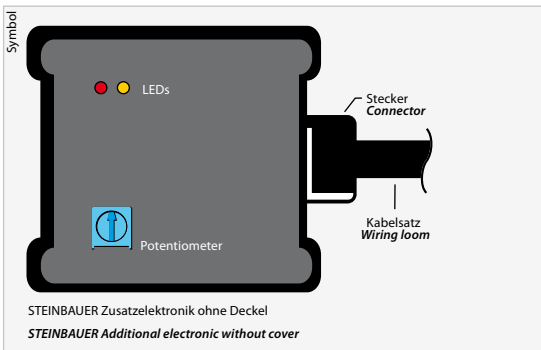 Symbol
LEDs
Stecker
Connector
Kabelsatz
Wiring loom
Potentiometer
STEINBAUER Zusatzelektronik ohne Deckel
STEINBAUER Additional electronic without cover